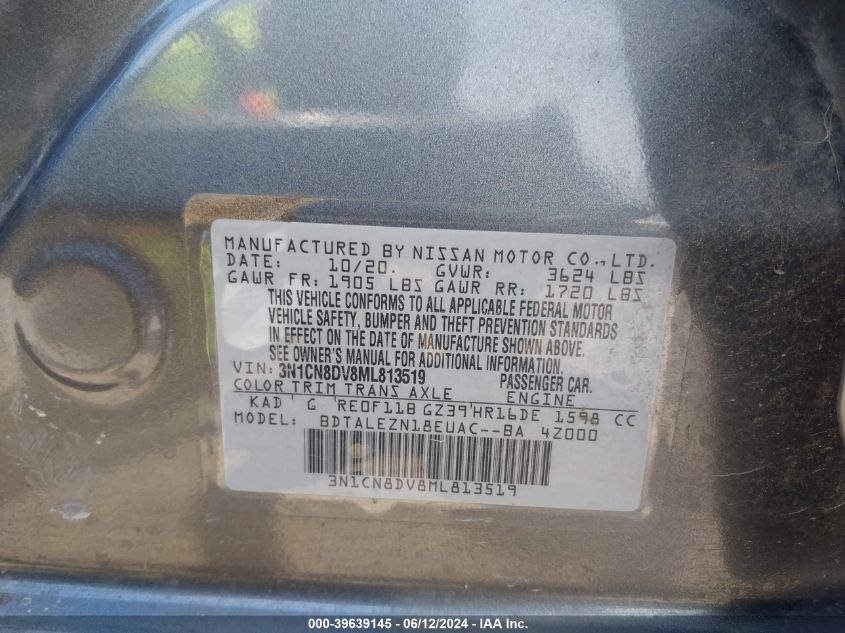 MANUFACTURED BY NISSAN MOTOR CO., LTD.
DATE: 10/20. GVWR: 3624 LBS
GAWR FR: 1905 LBS GAWR RR: 1720 LBS
THIS VEHICLE CONFORMS TO ALL APPLICABLE FEDERAL MOTOR
VEHICLE SAFETY, BUMPER AND THEFT PREVENTION STANDARDS
IN EFFECT ON THE DATE OF MANUFACTURE SHOWN ABOVE.
SEE OWNER'S MANUAL FOR ADDITIONAL INFORMATION.
VIN: 3N1CN8DV8ML813519 PASSENGER CAR.
COLOR TRIM TRANS AXLE ENGINE
KAD G RE0F11B GZ39 HR16DE 1598 CC
MODEL: BDTALEZN18EUAC--BA 4Z000
3N1CN8DV8ML813519
000-39639145 - 06/12/2024 - IAA Inc.